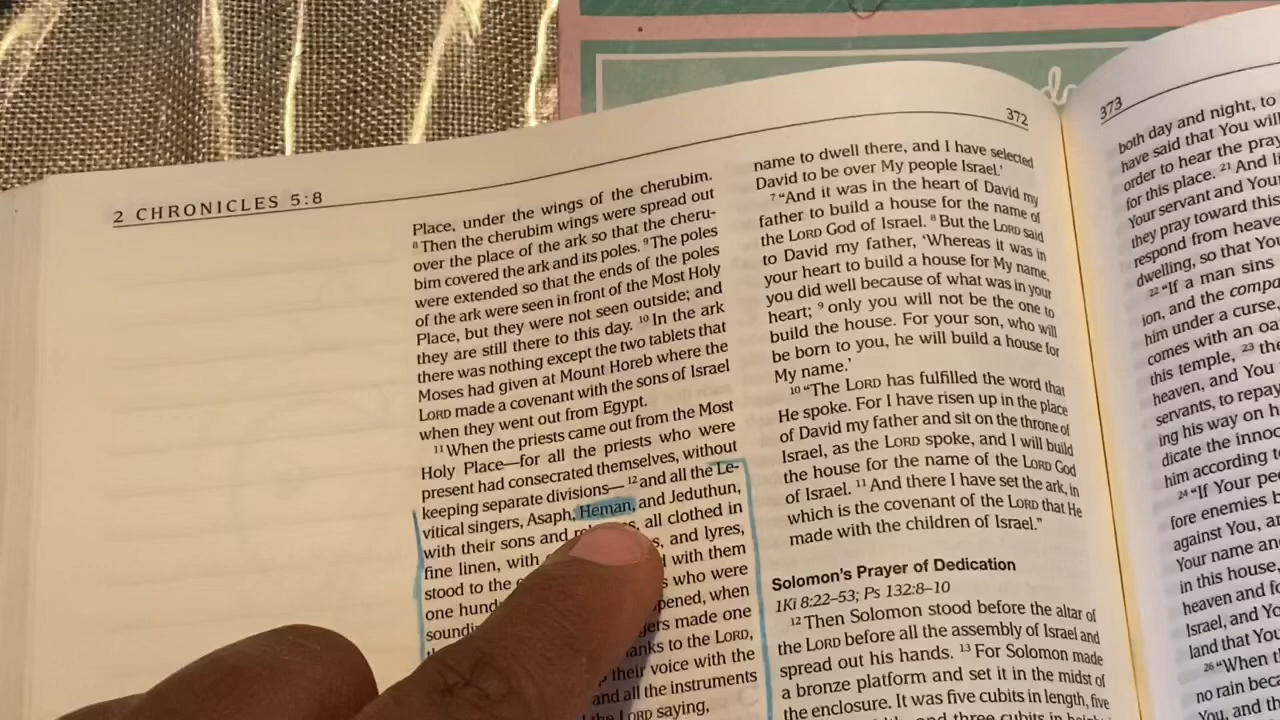 2 CHRONICLES 5:8
372
Place, under the wings of the cherubim.
8 Then the cherubim wings were spread out
over the place of the ark so that the cheru-
bim covered the ark and its poles. 9 The poles
were extended so that the ends of the poles
of the ark were seen in front of the Most Holy
Place, but they were not seen outside; and
they are still there to this day. 10 In the ark
there was nothing except the two tablets that
Moses had given at Mount Horeb where the
LORD made a covenant with the sons of Israel
when they went out from Egypt.
11 When the priests came out from the Most
Holy Place—for all the priests who were
present had consecrated themselves, without
keeping separate divisions— 12 and all the Le-
vitical singers, Asaph, Heman, and Jeduthun,
with their sons and all clothed in
fine linen, with and lyres,
stood to the with them
one who were
when
made one
to the LORD,
their voice with the
and all the instruments
the LORD saying,
name to dwell there, and I have selected
David to be over My people Israel.'
7 “And it was in the heart of David my
father to build a house for the name of
the LORD God of Israel. 8 But the LORD said
to David my father, ‘Whereas it was in
your heart to build a house for My name,
you did well because of what was in your
heart; 9 only you will not be the one to
build the house. For your son, who will
be born to you, he will build a house for
My name.’
10 “The LORD has fulfilled the word that
He spoke. For I have risen up in the place
of David my father and sit on the throne of
Israel, as the LORD spoke, and I will build
the house for the name of the LORD God
of Israel. 11 And there I have set the ark, in
which is the covenant of the LORD that He
made with the children of Israel.”
Solomon’s Prayer of Dedication
1Ki 8:22–53; Ps 132:8–10
12 Then Solomon stood before the altar of
the LORD before all the assembly of Israel and
spread out his hands. 13 For Solomon made
a bronze platform and set it in the midst of
the enclosure. It was five cubits in length, five
and three cubits in
373
both day and night, to
have said that You will
order to hear the
for this place. 21 And
Your servant and Your
they pray toward this
respond from
dwelling, so that
22 “If a man sins
ion, and the
him under a curse
comes with an
this temple, 23
heaven, and You
servants, to repay
ing his way on
dicate the
him according to
24 “If Your
fore enemies
against You, and
Your name and
in this house,
heaven and
Israel, and
land that You
26 “When
no rain
You, and